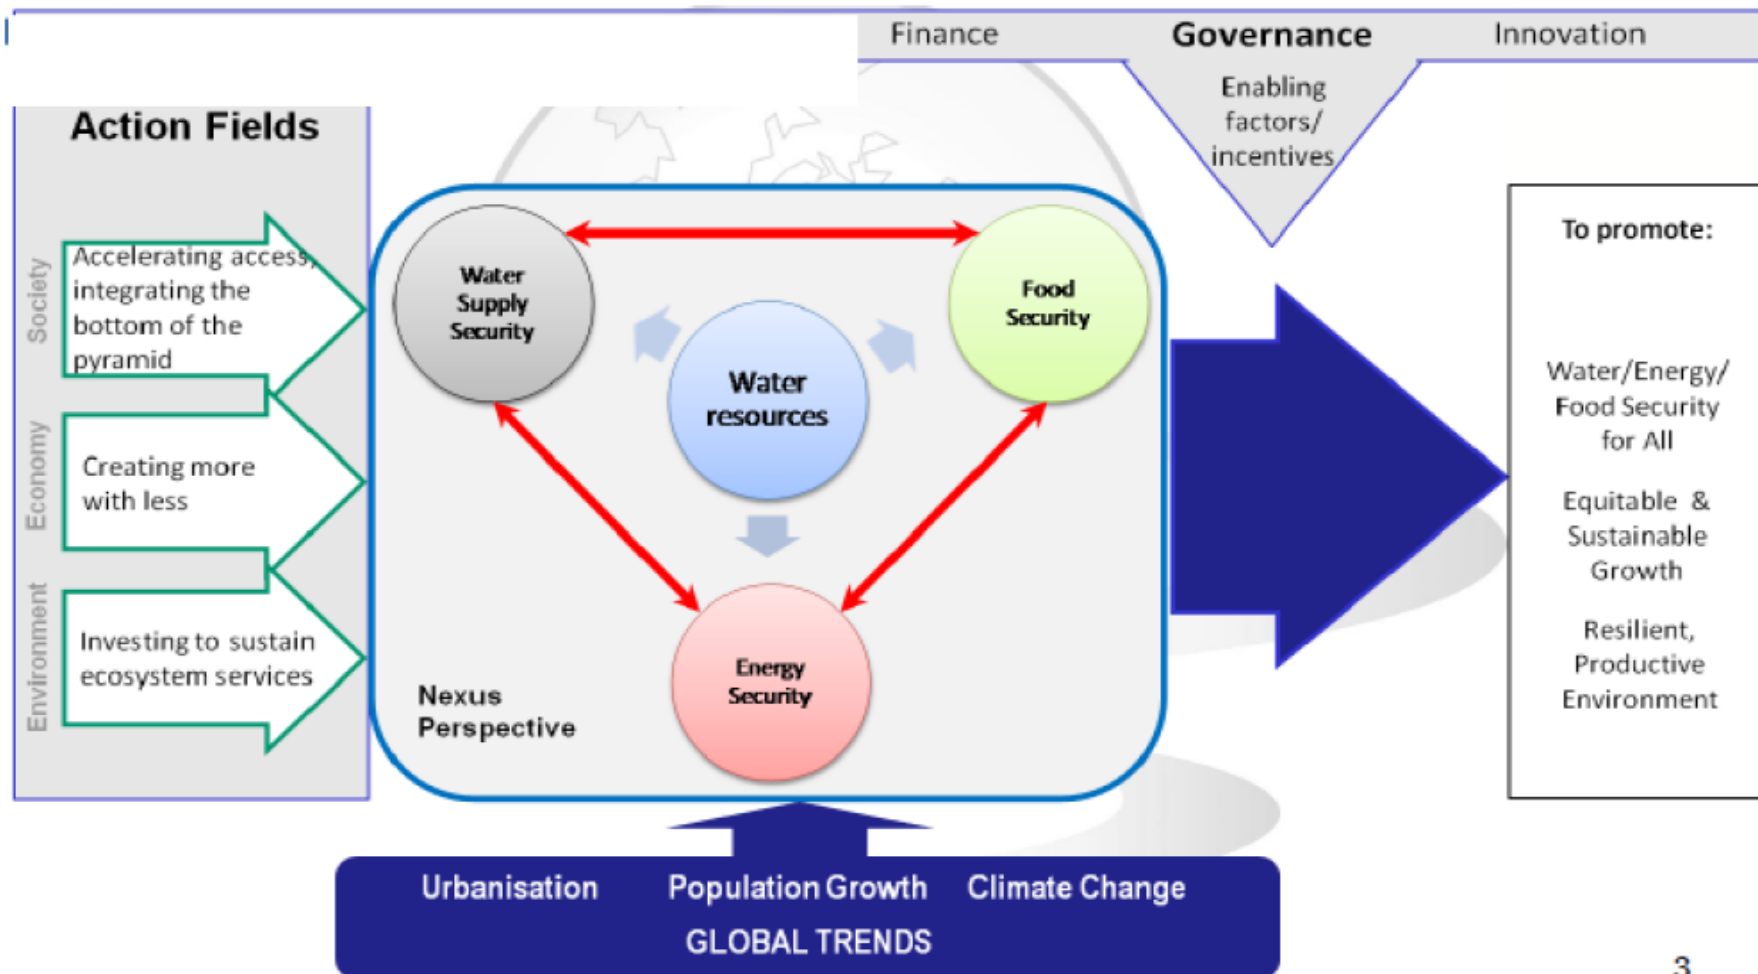 Finance
Governance
Innovation
Enabling
factors/
incentives
Action Fields
Society
Accelerating access,
integrating the
bottom of the
pyramid
Economy
Creating more
with less
Environment
Investing to sustain
ecosystem services
Water
Supply
Security
Food
Security
Water
resources
Energy
Security
Nexus
Perspective
To promote:
Water/Energy/
Food Security
for All
Equitable &
Sustainable
Growth
Resilient,
Productive
Environment
Urbanisation
Population Growth
Climate Change
GLOBAL TRENDS
3